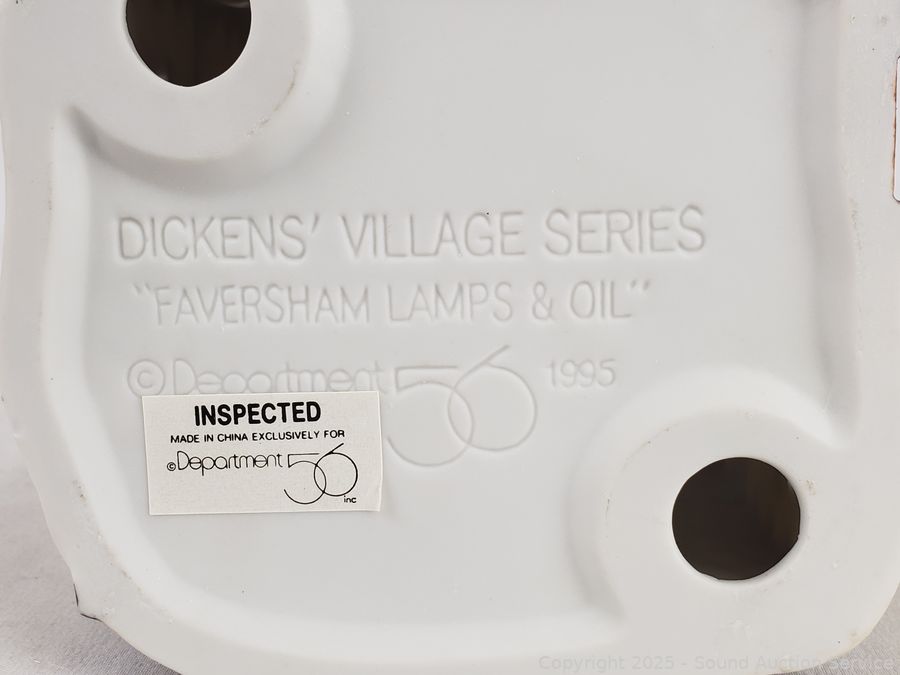 DICKENS' VILLAGE SERIES
"FAVERSHAM LAMPS & OIL"
©Department 56 1995
INSPECTED
MADE IN CHINA EXCLUSIVELY FOR
©Department 56
inc
Copyright 2025 - Sound Auction Service